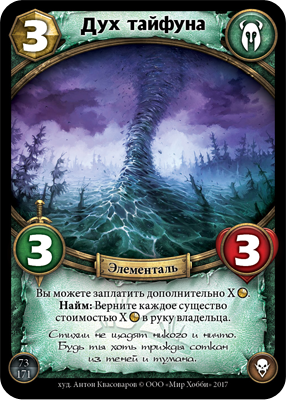 3
Дух тайфуна
3
3
Элементаль
Вы можете заплатить дополнительно X.
Найм: Верните каждое существо
стоимостью X в руку владельца.
Стихии не щадят никого и ничто.
Будь ты хоть трижды соткан
из теней и тумана.
73
171
худ. Антон Квасоваров © ООО «Мир Хобби» 2017